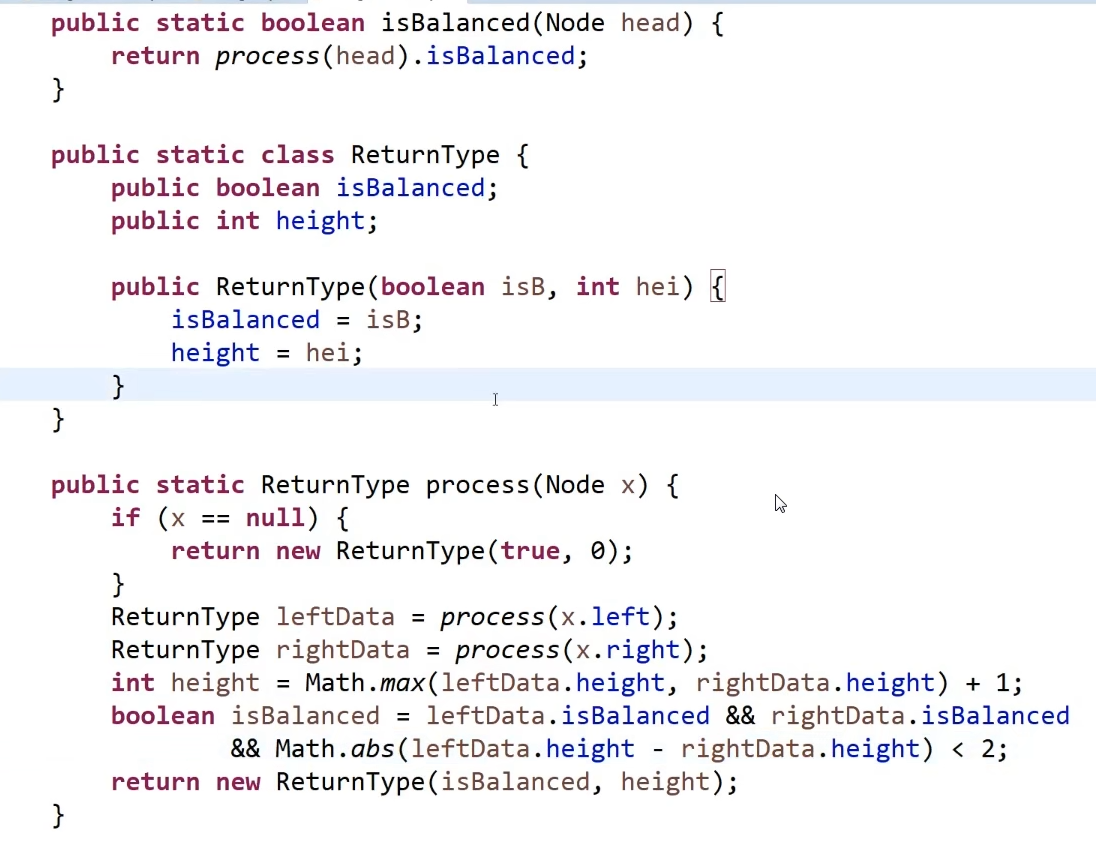 public static boolean isBalanced(Node head) {
    return process(head).isBalanced;
}

public static class ReturnType {
    public boolean isBalanced;
    public int height;

    public ReturnType(boolean isB, int hei) {
        isBalanced = isB;
        height = hei;
    }
}

public static ReturnType process(Node x) {
    if (x == null) {
        return new ReturnType(true, 0);
    }
    ReturnType leftData = process(x.left);
    ReturnType rightData = process(x.right);
    int height = Math.max(leftData.height, rightData.height) + 1;
    boolean isBalanced = leftData.isBalanced && rightData.isBalanced
            && Math.abs(leftData.height - rightData.height) < 2;
    return new ReturnType(isBalanced, height);
}